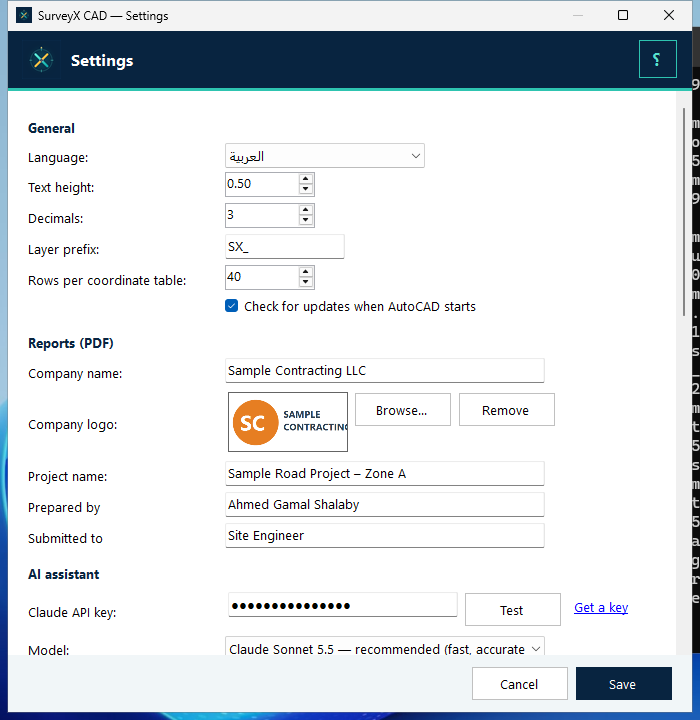 SurveyX CAD — Settings
Settings
؟
General
Language: العربية
Text height: 0.50
Decimals: 3
Layer prefix: SX_
Rows per coordinate table: 40
Check for updates when AutoCAD starts
Reports (PDF)
Company name: Sample Contracting LLC
Company logo: SC SAMPLE CONTRACTING Browse... Remove
Project name: Sample Road Project – Zone A
Prepared by Ahmed Gamal Shalaby
Submitted to Site Engineer
AI assistant
Claude API key: ●●●●●●●●●●●●●●● Test Get a key
Model: Claude Sonnet 5.5 — recommended (fast, accurate
Cancel Save